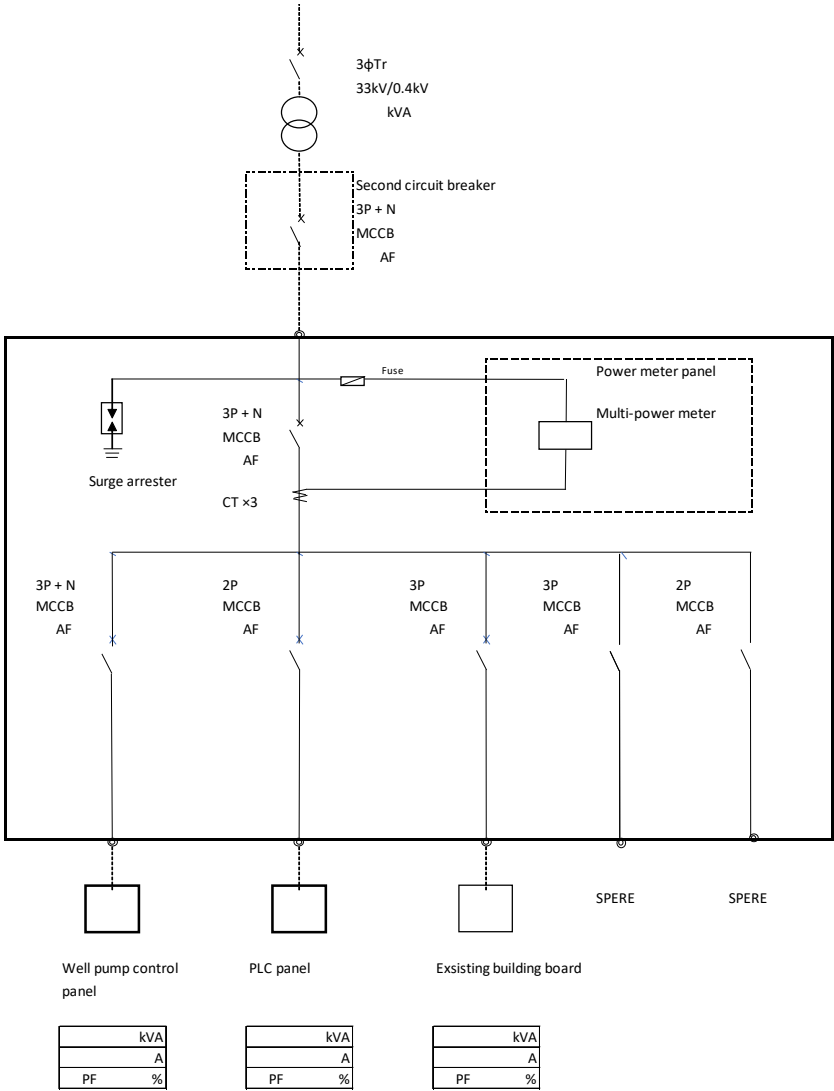 3ϕTr
33kV/0.4kV
kVA
Second circuit breaker
3P + N
MCCB
AF
Fuse
Power meter panel
Multi-power meter
3P + N
MCCB
AF
Surge arrester
CT ×3
3P + N
MCCB
AF
2P
MCCB
AF
3P
MCCB
AF
3P
MCCB
AF
2P
MCCB
AF
SPERE
SPERE
Well pump control
panel
PLC panel
Exsisting building board
kVA
A
PF %
kVA
A
PF %
kVA
A
PF %